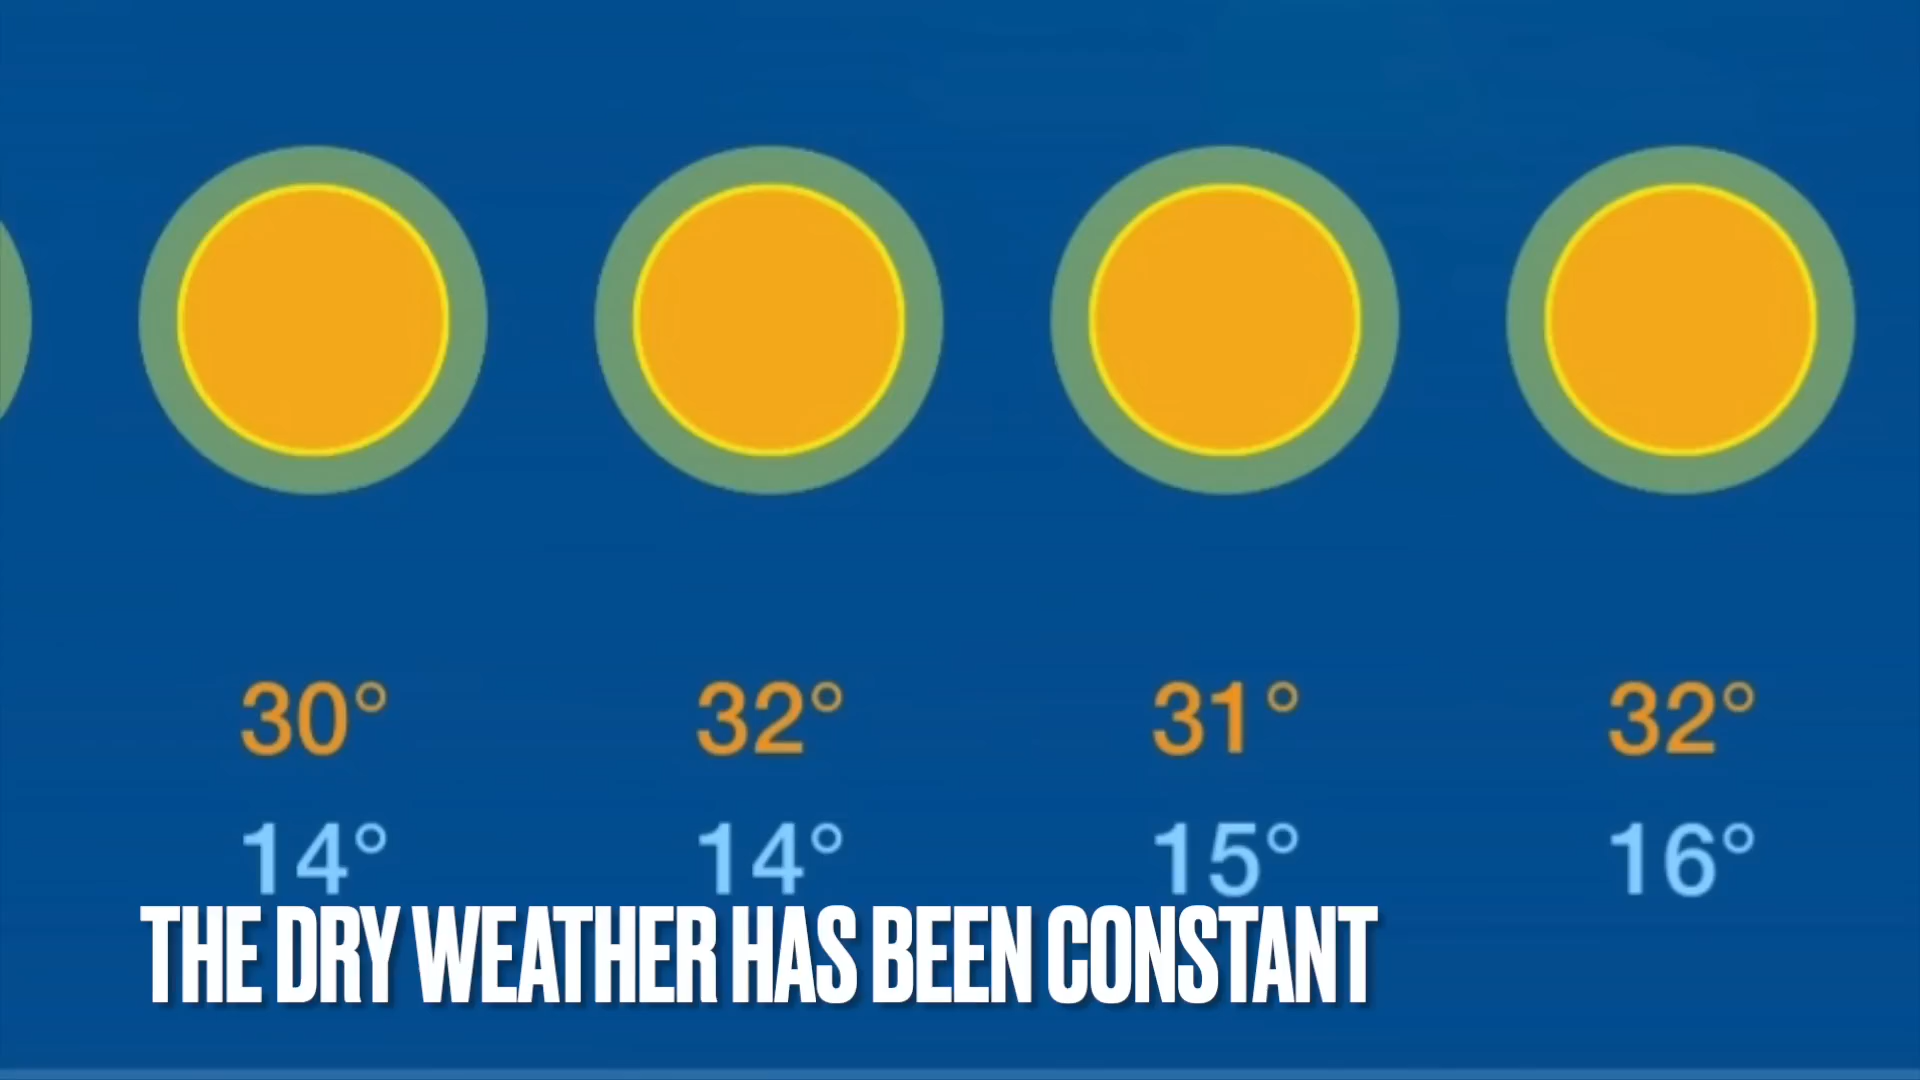 30° 32° 31° 32°
14° 14° 15° 16°
THE DRY WEATHER HAS BEEN CONSTANT